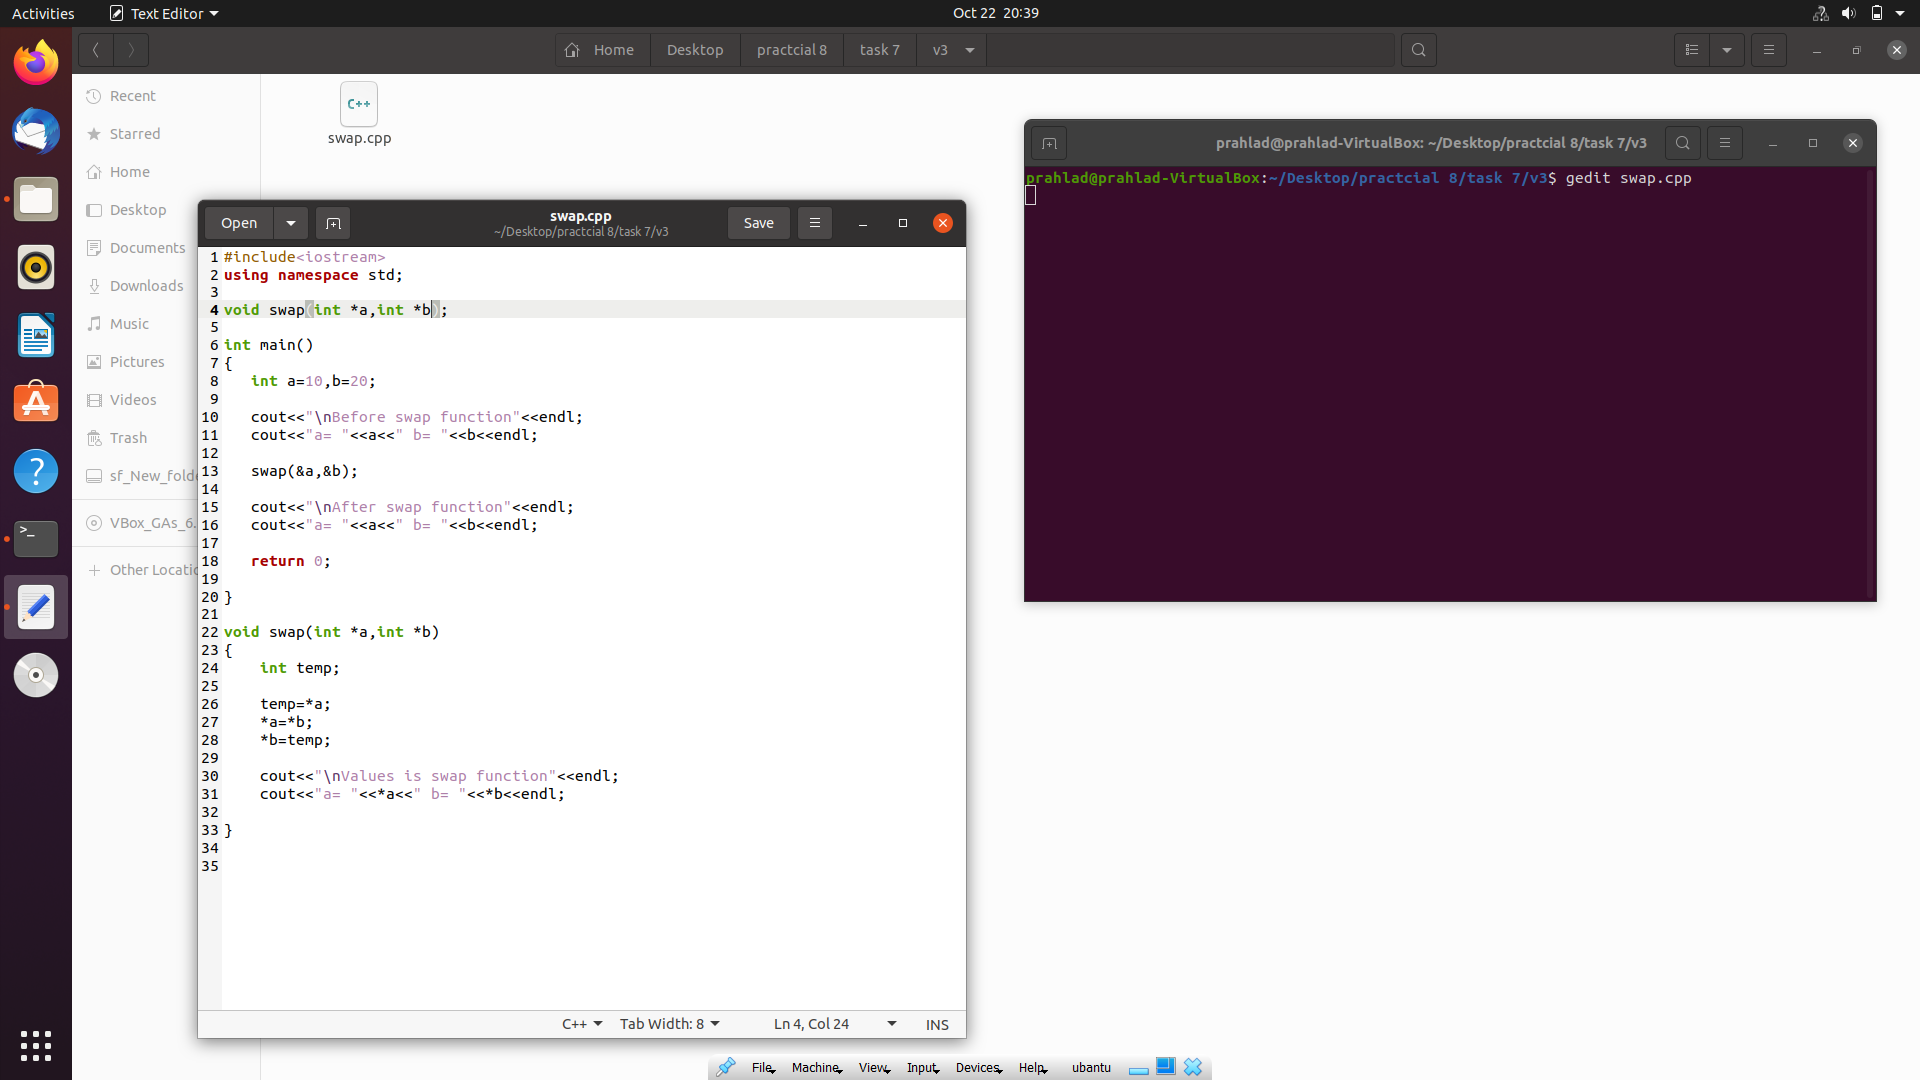 Activities
Text Editor
Oct 22 20:39
Home
Desktop
practcial 8
task 7
v3
Recent
Starred
Home
Desktop
Documents
Downloads
Music
Pictures
Videos
Trash
sf_New_folde
VBox_GAs_6.
Other Locatio
C++
swap.cpp
Open
swap.cpp
~/Desktop/practcial 8/task 7/v3
Save
1 #include<iostream>
2 using namespace std;
3
4 void swap(int *a,int *b);
5
6 int main()
7 {
8    int a=10,b=20;
9
10    cout<<"\nBefore swap function"<<endl;
11    cout<<"a= "<<a<<" b= "<<b<<endl;
12
13    swap(&a,&b);
14
15    cout<<"\nAfter swap function"<<endl;
16    cout<<"a= "<<a<<" b= "<<b<<endl;
17
18    return 0;
19
20 }
21
22 void swap(int *a,int *b)
23 {
24     int temp;
25
26     temp=*a;
27     *a=*b;
28     *b=temp;
29
30     cout<<"\nValues is swap function"<<endl;
31     cout<<"a= "<<*a<<" b= "<<*b<<endl;
32
33 }
34
35
C++
Tab Width: 8
Ln 4, Col 24
INS
prahlad@prahlad-VirtualBox: ~/Desktop/practcial 8/task 7/v3
prahlad@prahlad-VirtualBox:~/Desktop/practcial 8/task 7/v3$ gedit swap.cpp
File
Machine
View
Input
Devices
Help
ubantu